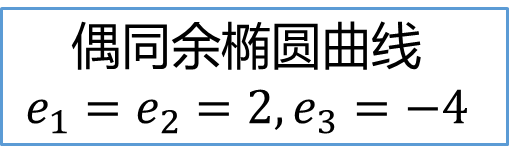 偶同余椭圆曲线
e₁ = e₂ = 2, e₃ = −4